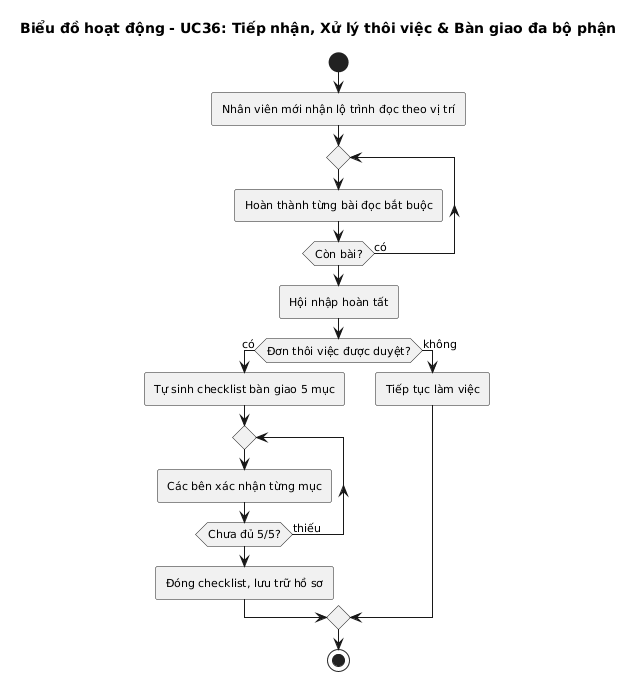 Biểu đồ hoạt động - UC36: Tiếp nhận, Xử lý thôi việc & Bàn giao đa bộ phận
Nhân viên mới nhận lộ trình đọc theo vị trí
Hoàn thành từng bài đọc bắt buộc
Còn bài?
có
Hội nhập hoàn tất
có
Đơn thôi việc được duyệt?
không
Tự sinh checklist bàn giao 5 mục
Tiếp tục làm việc
Các bên xác nhận từng mục
Chưa đủ 5/5?
thiếu
Đóng checklist, lưu trữ hồ sơ